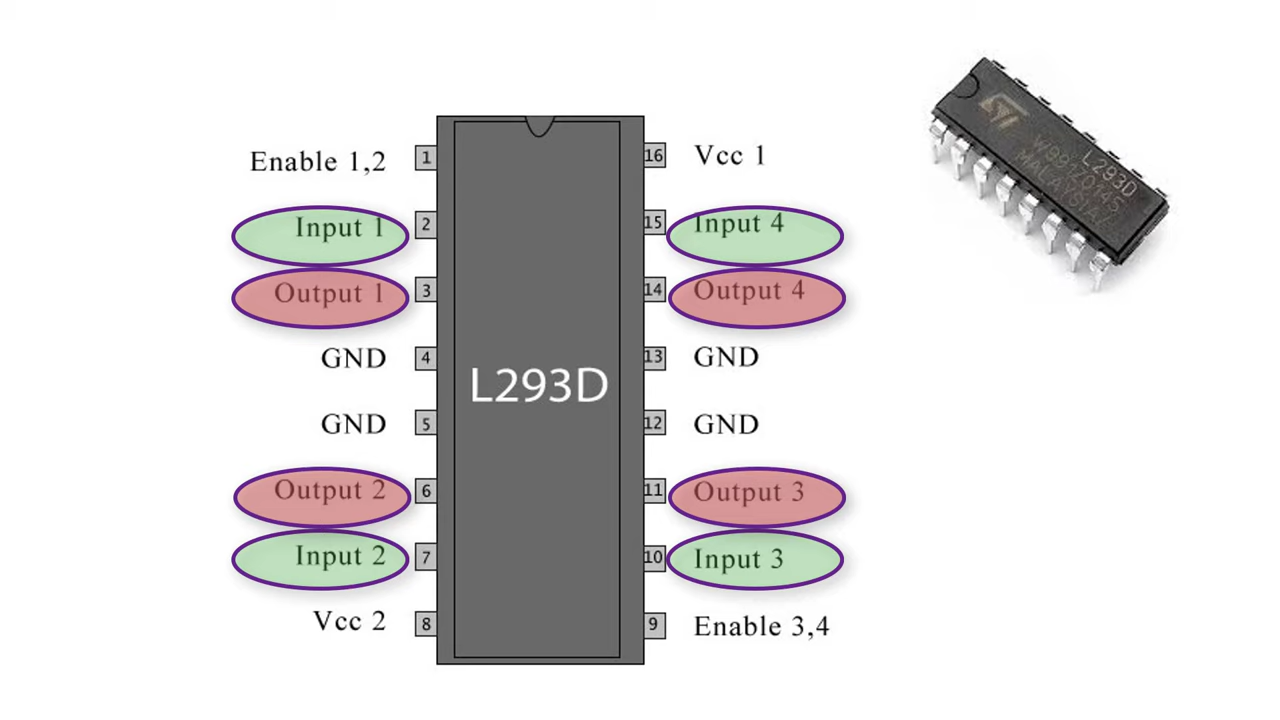 Enable 1,2 1
Input 1 2
Output 1 3
GND 4
GND 5
Output 2 6
Input 2 7
Vcc 2 8
L293D
16 Vcc 1
15 Input 4
14 Output 4
13 GND
12 GND
11 Output 3
10 Input 3
9 Enable 3,4
L293D
MALAYSIA